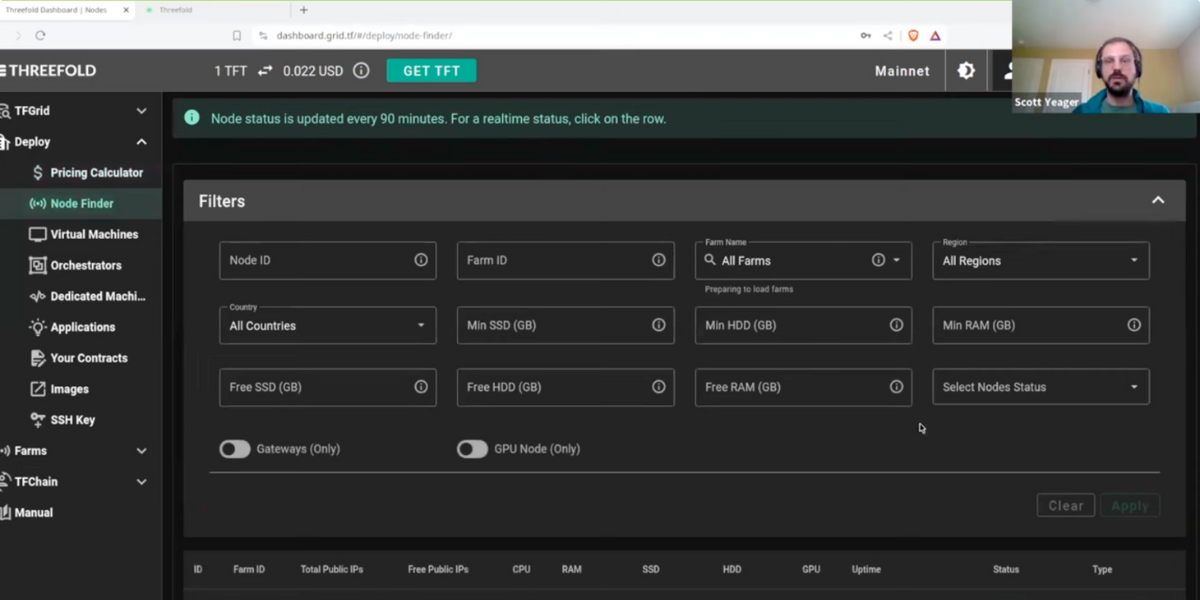 Threefold Dashboard | Nodes
Threefold
dashboard.grid.tf/#/deploy/node-finder/
THREEFOLD
1 TFT 0.022 USD GET TFT Mainnet
Scott Yeager
TFGrid
Deploy
Pricing Calculator
Node Finder
Virtual Machines
Orchestrators
Dedicated Machi...
Applications
Your Contracts
Images
SSH Key
Farms
TFChain
Manual
Node status is updated every 90 minutes. For a realtime status, click on the row.
Filters
Node ID
Farm ID
Farm Name
All Farms
Preparing to load farms
Region
All Regions
Country
All Countries
Min SSD (GB)
Min HDD (GB)
Min RAM (GB)
Free SSD (GB)
Free HDD (GB)
Free RAM (GB)
Select Nodes Status
Gateways (Only)
GPU Node (Only)
Clear
Apply
ID Farm ID Total Public IPs Free Public IPs CPU RAM SSD HDD GPU Uptime Status Type